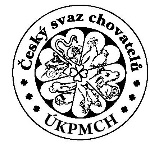 Český svaz chovatelů
ÚKPMCH